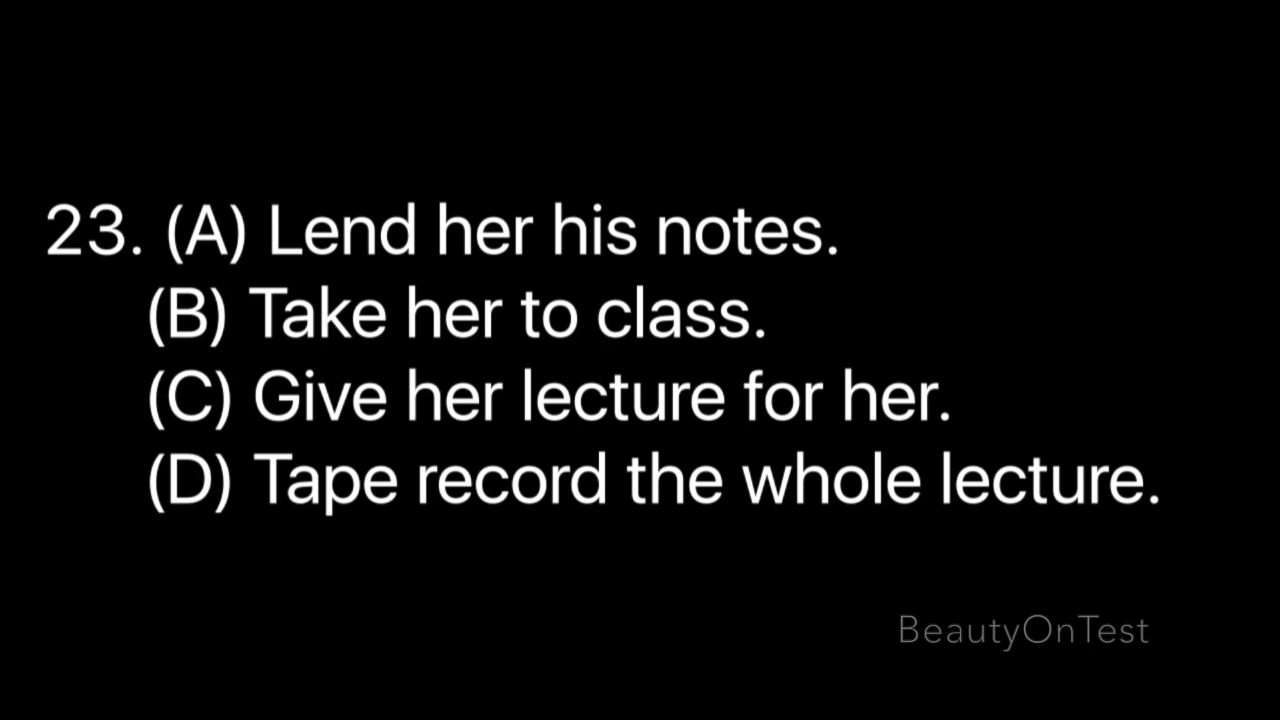 23. (A) Lend her his notes.
(B) Take her to class.
(C) Give her lecture for her.
(D) Tape record the whole lecture.
BeautyOnTest